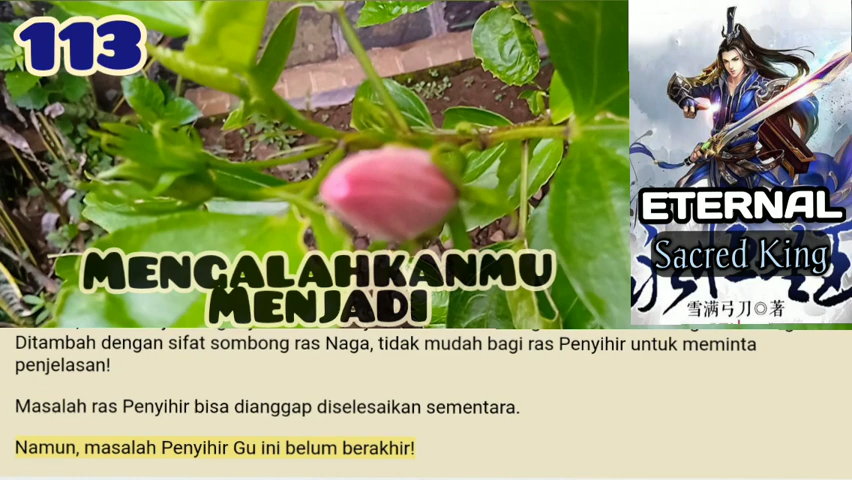 113
ETERNAL
Sacred King
雪满弓刀◎著
MENGALAHKANMU
MENJADI
Ditambah dengan sifat sombong ras Naga, tidak mudah bagi ras Penyihir untuk meminta
penjelasan!
Masalah ras Penyihir bisa dianggap diselesaikan sementara.
Namun, masalah Penyihir Gu ini belum berakhir!